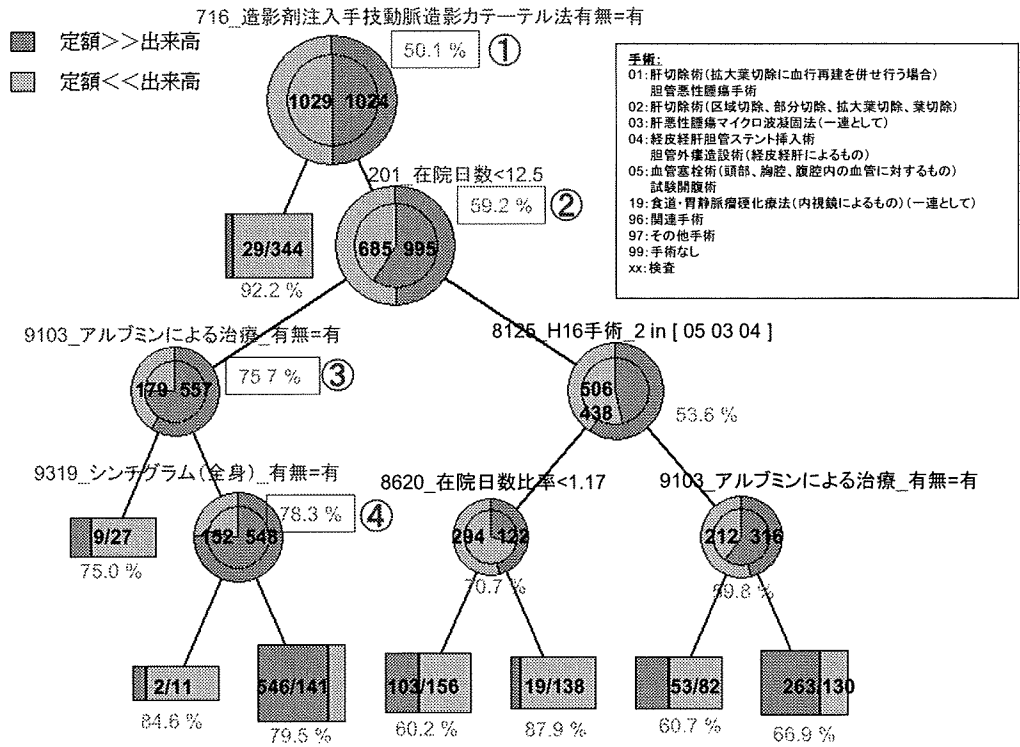 716_造影剤注入手技動脈造影カテーテル法有無=有
定額>>出来高
定額<<出来高
50.1 %
①
1029 1024
手術:
01:肝切除術(拡大葉切除に血行再建を併せ行う場合)
胆管悪性腫瘍手術
02:肝切除術(区域切除、部分切除、拡大葉切除、葉切除)
03:肝悪性腫瘍マイクロ波凝固法(一連として)
04:経皮経肝胆管ステント挿入術
胆管外瘻造設術(経皮経肝によるもの)
05:血管塞栓術(頭部、胸腔、腹腔内の血管に対するもの)
試験開腹術
19:食道・胃静脈瘤硬化療法(内視鏡によるもの)(一連として)
96:関連手術
97:その他手術
99:手術なし
xx:検査
201_在院日数<12.5
59.2 %
②
29/344
92.2 %
685 995
9103_アルブミンによる治療_有無=有
75.7 %
③
179 557
8125_H16手術_2 in [ 05 03 04 ]
506
438
53.6 %
9319_シンチグラム(全身)_有無=有
78.3 %
④
9/27
75.0 %
152 548
8620_在院日数比率<1.17
294 122
70.7 %
9103_アルブミンによる治療_有無=有
212 316
59.8 %
2/11
84.6 %
546/141
79.5 %
103/156
60.2 %
19/138
87.9 %
53/82
60.7 %
263/130
66.9 %